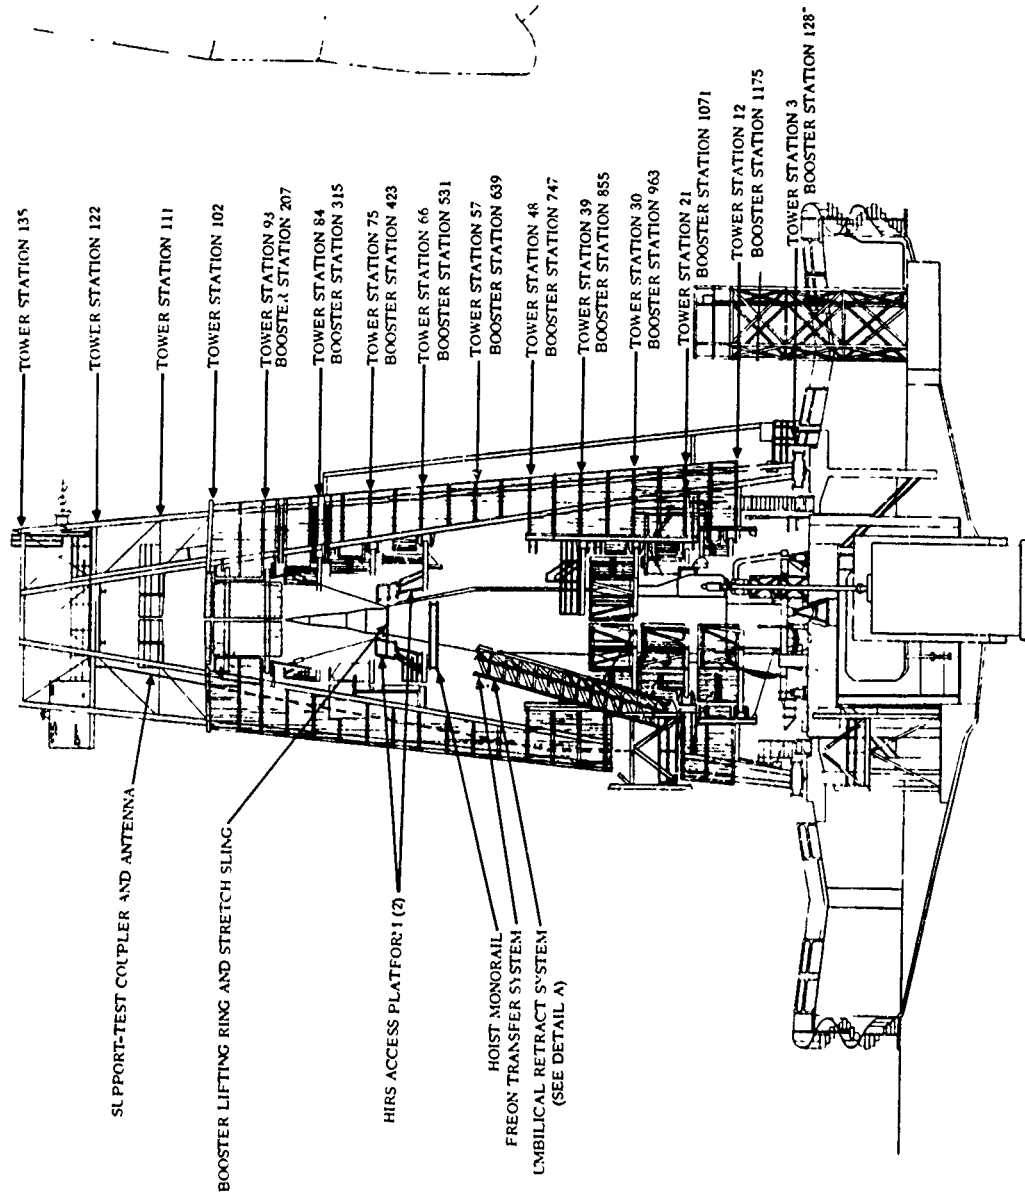 TOWER STATION 135
TOWER STATION 122
TOWER STATION 111
TOWER STATION 102
TOWER STATION 93
BOOSTER STATION 207
TOWER STATION 84
BOOSTER STATION 315
TOWER STATION 75
BOOSTER STATION 423
TOWER STATION 66
BOOSTER STATION 531
TOWER STATION 57
BOOSTER STATION 639
TOWER STATION 48
BOOSTER STATION 747
TOWER STATION 39
BOOSTER STATION 855
TOWER STATION 30
BOOSTER STATION 963
TOWER STATION 21
BOOSTER STATION 1071
TOWER STATION 12
BOOSTER STATION 1175
TOWER STATION 3
BOOSTER STATION 128
SUPPORT-TEST COUPLER AND ANTENNA
BOOSTER LIFTING RING AND STRETCH SLING
HIRS ACCESS PLATFORM (2)
HOIST MONORAIL
FREON TRANSFER SYSTEM
UMBILICAL RETRACT SYSTEM
(SEE DETAIL A)